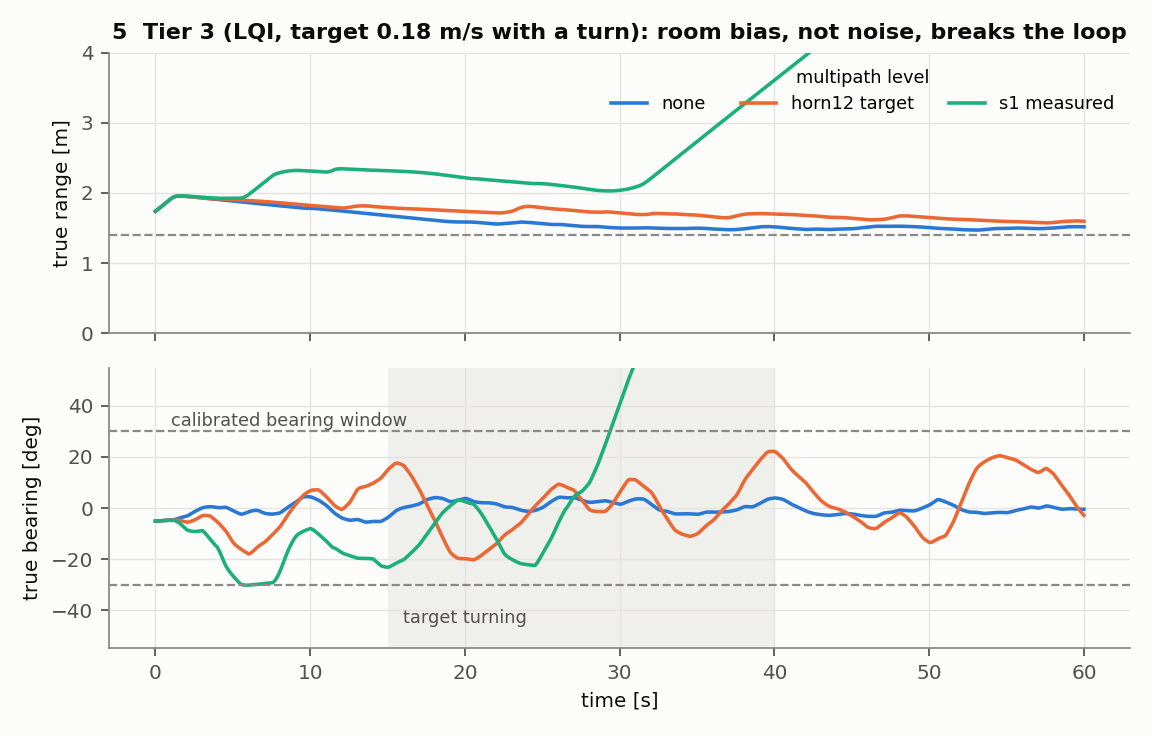 5 Tier 3 (LQI, target 0.18 m/s with a turn): room bias, not noise, breaks the loop
4
3
2
1
0
true range [m]
multipath level
none
horn12 target
s1 measured
40
20
0
−20
−40
true bearing [deg]
calibrated bearing window
target turning
0 10 20 30 40 50 60
time [s]